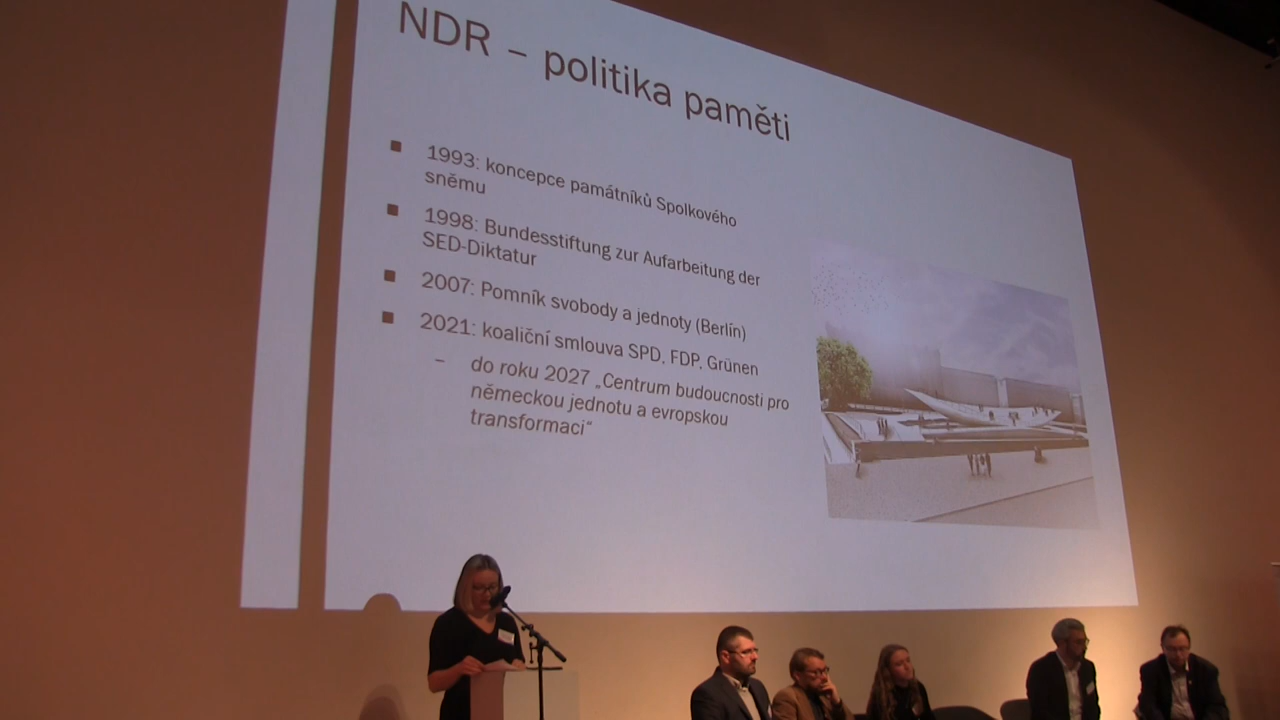 NDR – politika paměti
1993: koncepce památníků Spolkového
sněmu
1998: Bundesstiftung zur Aufarbeitung der
SED-Diktatur
2007: Pomník svobody a jednoty (Berlín)
2021: koaliční smlouva SPD, FDP, Grünen
– do roku 2027 „Centrum budoucnosti pro
německou jednotu a evropskou
transformaci“